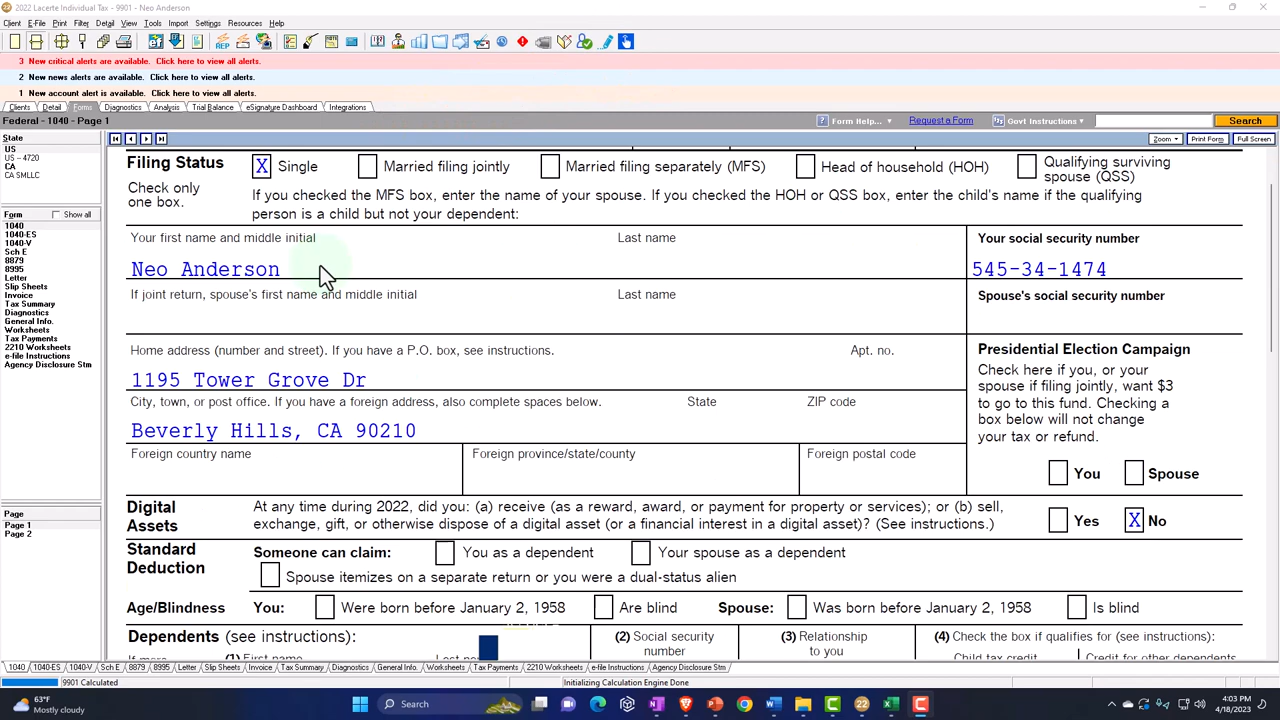 2022 Lacerte Individual Tax - 9901 - Neo Anderson
Client E-File Print Filter Detail View Tools Import Settings Resources Help
3 New critical alerts are available. Click here to view all alerts.
2 New news alerts are available. Click here to view all alerts.
1 New account alert is available. Click here to view all alerts.
Clients Detail Forms Diagnostics Analysis Trial Balance eSignature Dashboard Integrations
Federal - 1040 - Page 1 Form Help... Request a Form Govt Instructions Search
Zoom Print Form Full Screen
State
US
US - 4720
CA
CA SMLLC
Form Show all
1040
1040-ES
1040-V
Sch E
8879
8995
Letter
Slip Sheets
Invoice
Tax Summary
Diagnostics
General Info.
Worksheets
Tax Payments
2210 Worksheets
e-file Instructions
Agency Disclosure Stm
Page
Page 1
Page 2
Filing Status X Single Married filing jointly Married filing separately (MFS) Head of household (HOH) Qualifying surviving
spouse (QSS)
Check only
one box.
If you checked the MFS box, enter the name of your spouse. If you checked the HOH or QSS box, enter the child's name if the qualifying
person is a child but not your dependent:
Your first name and middle initial Last name Your social security number
Neo Anderson 545-34-1474
If joint return, spouse's first name and middle initial Last name Spouse's social security number
Home address (number and street). If you have a P.O. box, see instructions. Apt. no.
1195 Tower Grove Dr
City, town, or post office. If you have a foreign address, also complete spaces below. State ZIP code
Beverly Hills, CA 90210
Foreign country name Foreign province/state/county Foreign postal code
Presidential Election Campaign
Check here if you, or your
spouse if filing jointly, want $3
to go to this fund. Checking a
box below will not change
your tax or refund.
You Spouse
Digital
Assets
At any time during 2022, did you: (a) receive (as a reward, award, or payment for property or services); or (b) sell,
exchange, gift, or otherwise dispose of a digital asset (or a financial interest in a digital asset)? (See instructions.) Yes X No
Standard
Deduction
Someone can claim: You as a dependent Your spouse as a dependent
Spouse itemizes on a separate return or you were a dual-status alien
Age/Blindness You: Were born before January 2, 1958 Are blind Spouse: Was born before January 2, 1958 Is blind
Dependents (see instructions): (2) Social security (3) Relationship (4) Check the box if qualifies for (see instructions):
number to you
If more (1) First name Last name Child tax credit Credit for other dependents
1040 1040-ES 1040-V Sch E 8879 8995 Letter Slip Sheets Invoice Tax Summary Diagnostics General Info. Worksheets Tax Payments 2210 Worksheets e-file Instructions Agency Disclosure Stm
9901 Calculated Initializing Calculation Engine Done
63°F
Mostly cloudy
Search
4:03 PM
4/18/2023